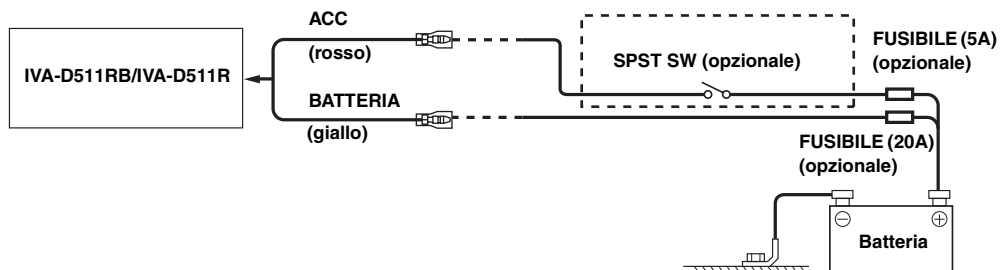 ACC
(rosso)
IVA-D511RB/IVA-D511R
BATTERIA
(giallo)
SPST SW (opzionale)
FUSIBILE (5A)
(opzionale)
FUSIBILE (20A)
(opzionale)
Batteria